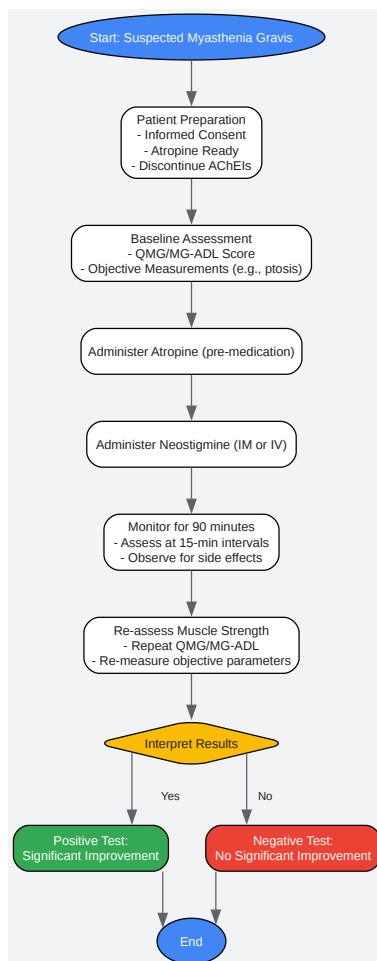 Start: Suspected Myasthenia Gravis
Patient Preparation
- Informed Consent
- Atropine Ready
- Discontinue AChEIs
Baseline Assessment
- QMG/MG-ADL Score
- Objective Measurements (e.g., ptosis)
Administer Atropine (pre-medication)
Administer Neostigmine (IM or IV)
Monitor for 90 minutes
- Assess at 15-min intervals
- Observe for side effects
Re-assess Muscle Strength
- Repeat QMG/MG-ADL
- Re-measure objective parameters
Interpret Results
Yes
No
Positive Test:
Significant Improvement
Negative Test:
No Significant Improvement
End